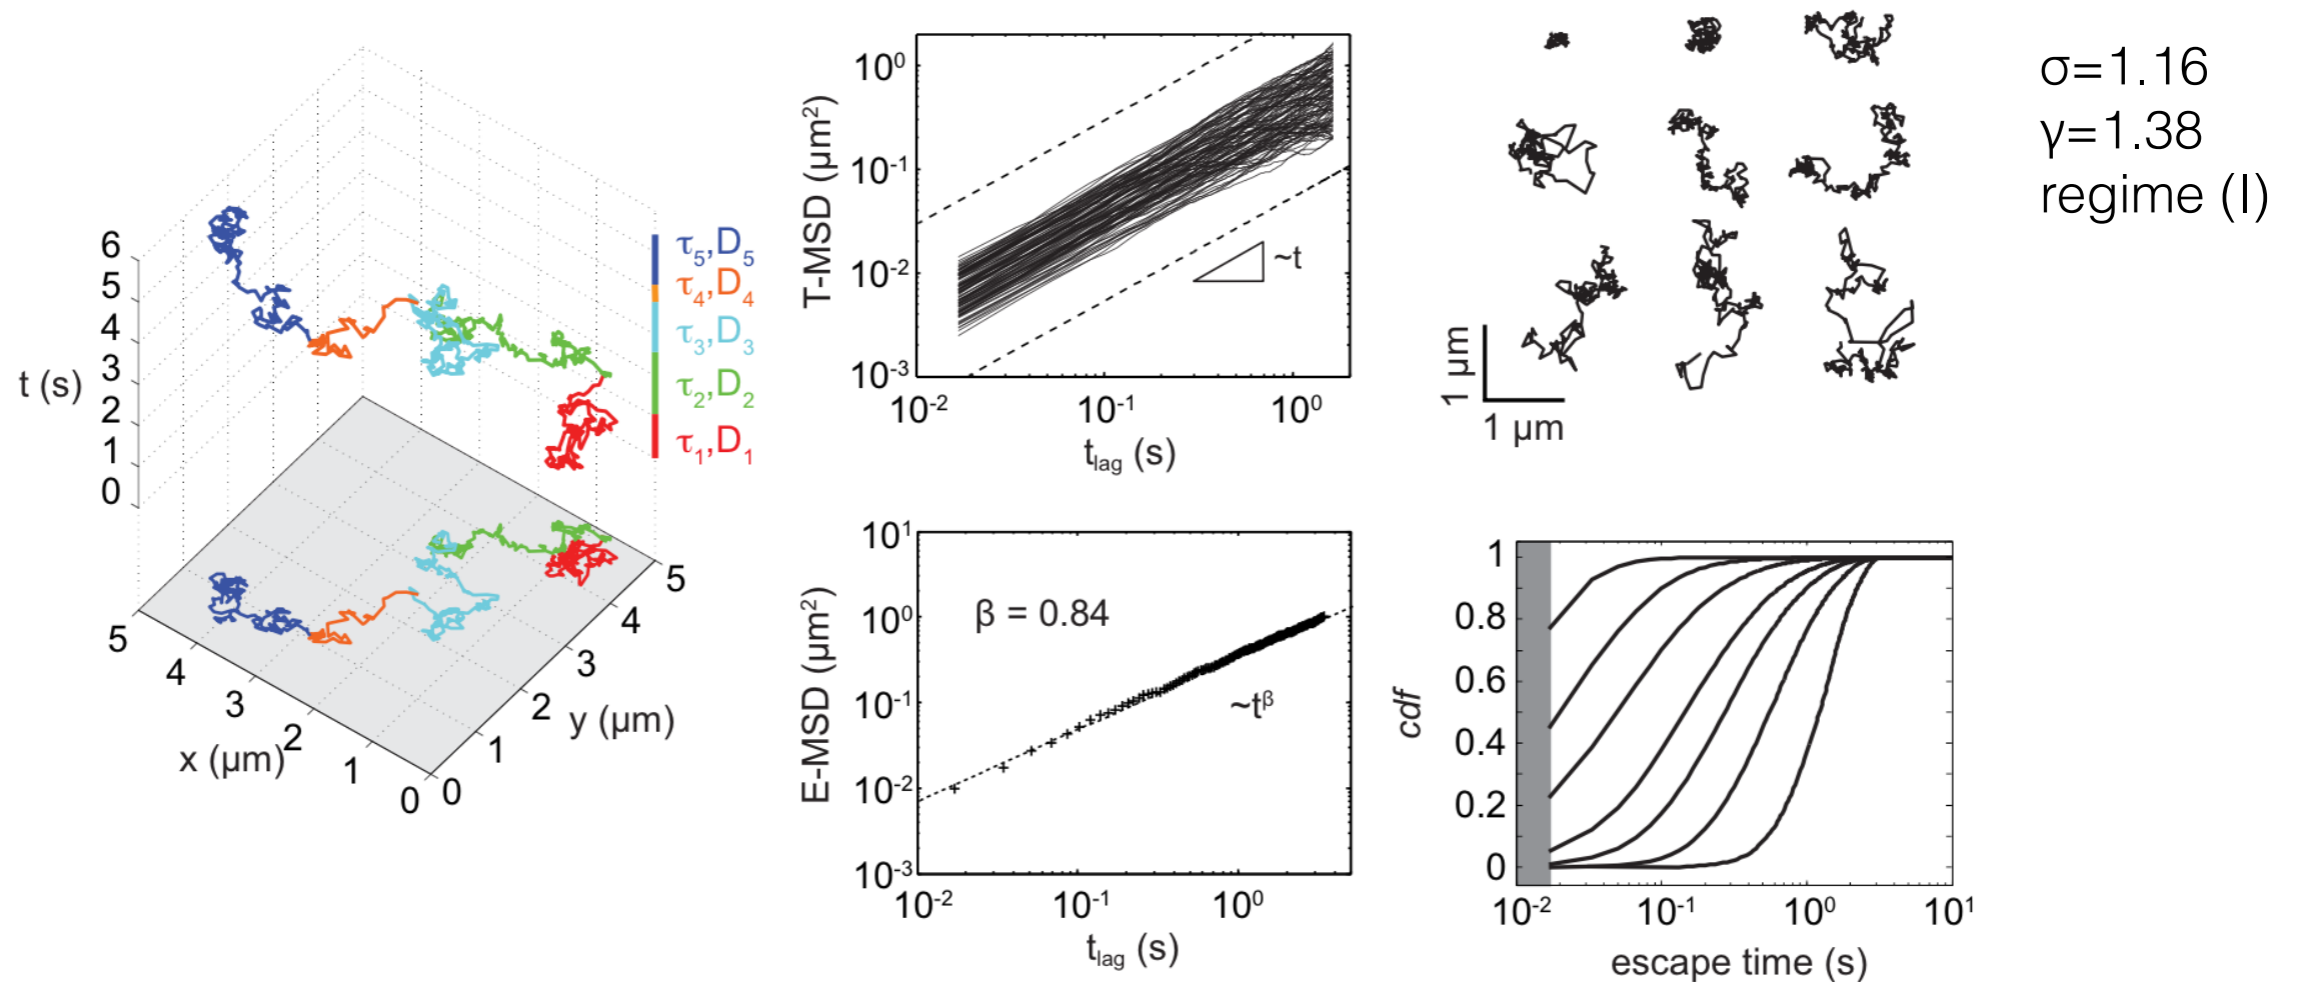 6
5
4
3
2
1
0
t (s)
τ5,D5
τ4,D4
τ3,D3
τ2,D2
τ1,D1
5
4
3
2
1
0
x (µm)
0
1
2
3
4
5
y (µm)
T-MSD (µm²)
10⁰
10⁻¹
10⁻²
10⁻³
~t
10⁻² 10⁻¹ 10⁰
tlag (s)
1 µm
1 µm
σ=1.16
γ=1.38
regime (I)
E-MSD (µm²)
10¹
10⁰
10⁻¹
10⁻²
10⁻³
β = 0.84
~tβ
10⁻² 10⁻¹ 10⁰
tlag (s)
cdf
1
0.8
0.6
0.4
0.2
0
10⁻² 10⁻¹ 10⁰ 10¹
escape time (s)